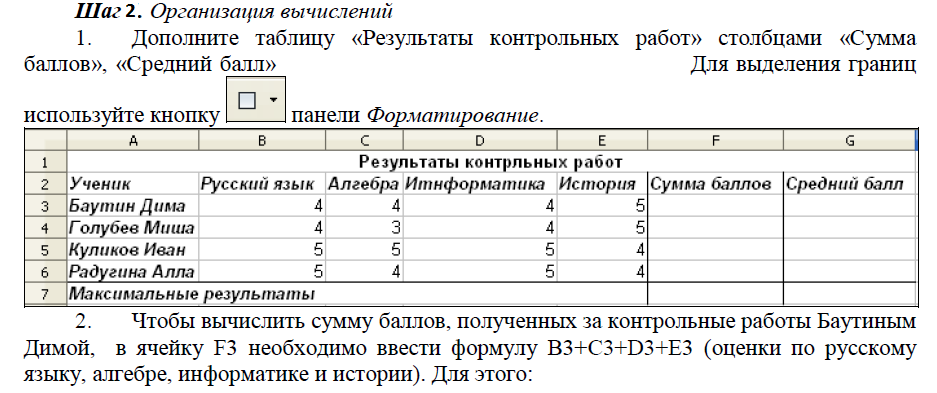 Шаг 2. Организация вычислений
1. Дополните таблицу «Результаты контрольных работ» столбцами «Сумма
баллов», «Средний балл» Для выделения границ
используйте кнопку панели Форматирование.
A B C D E F G
1 Результаты контрльных работ
2 Ученик Русский язык Алгебра Итнформатика История Сумма баллов Средний балл
3 Баутин Дима 4 4 4 5
4 Голубев Миша 4 3 4 5
5 Куликов Иван 5 5 5 4
6 Радугина Алла 5 4 5 4
7 Максимальные результаты
2. Чтобы вычислить сумму баллов, полученных за контрольные работы Баутиным
Димой, в ячейку F3 необходимо ввести формулу B3+C3+D3+E3 (оценки по русскому
языку, алгебре, информатике и истории). Для этого: